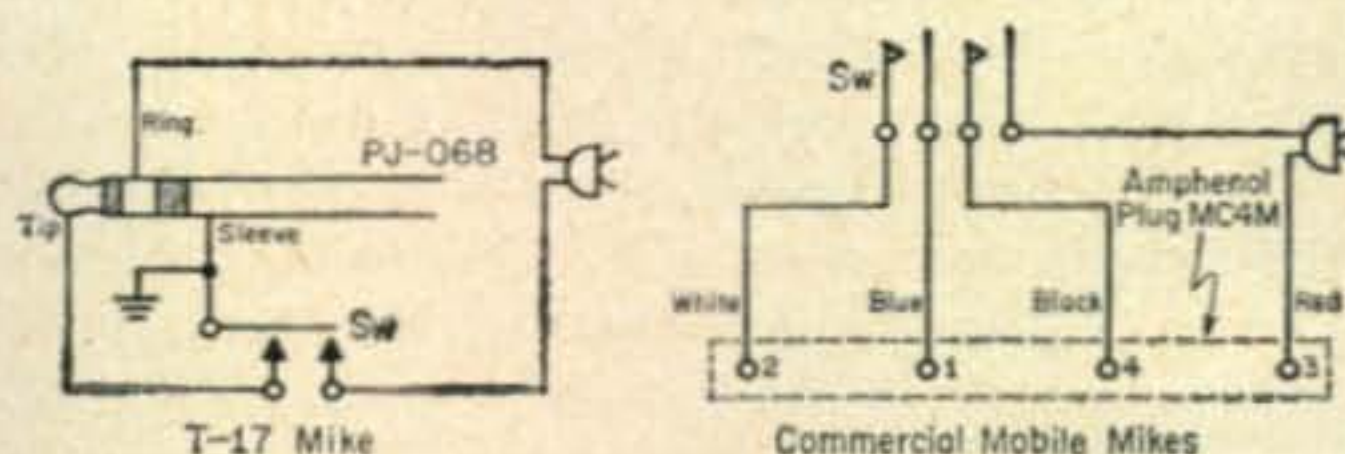 Ring
PJ-068
Tip
Sleeve
Sw
T-17 Mike
Sw
Amphenol
Plug MC4M
White
Blue
Black
Red
2
1
4
3
Commercial Mobile Mikes